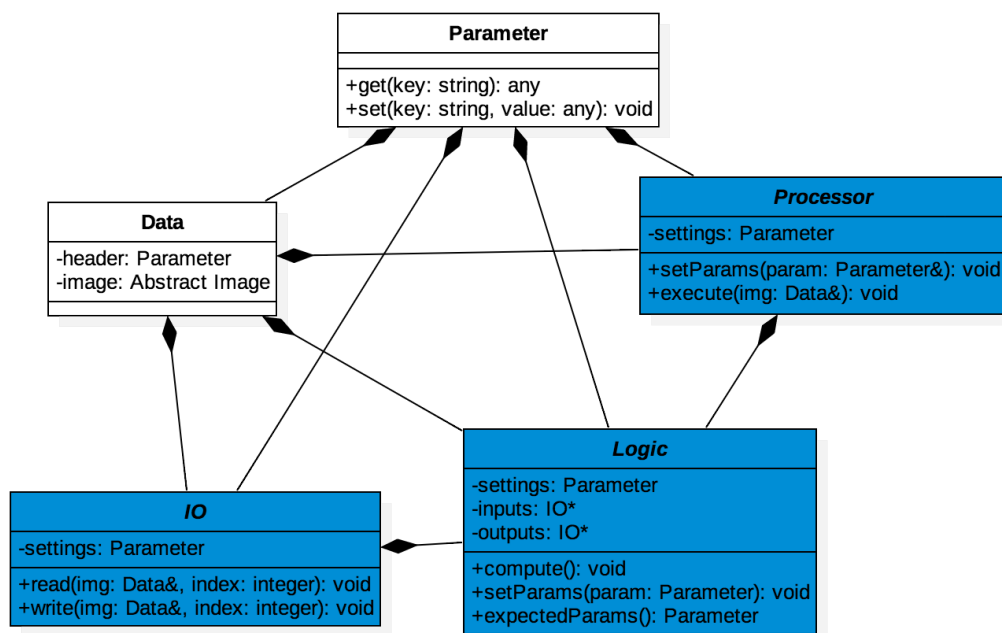 Parameter
+get(key: string): any
+set(key: string, value: any): void
Processor
-settings: Parameter
+setParams(param: Parameter&): void
+execute(img: Data&): void
Data
-header: Parameter
-image: Abstract Image
Logic
-settings: Parameter
-inputs: IO*
-outputs: IO*
+compute(): void
+setParams(param: Parameter): void
+expectedParams(): Parameter
IO
-settings: Parameter
+read(img: Data&, index: integer): void
+write(img: Data&, index: integer): void